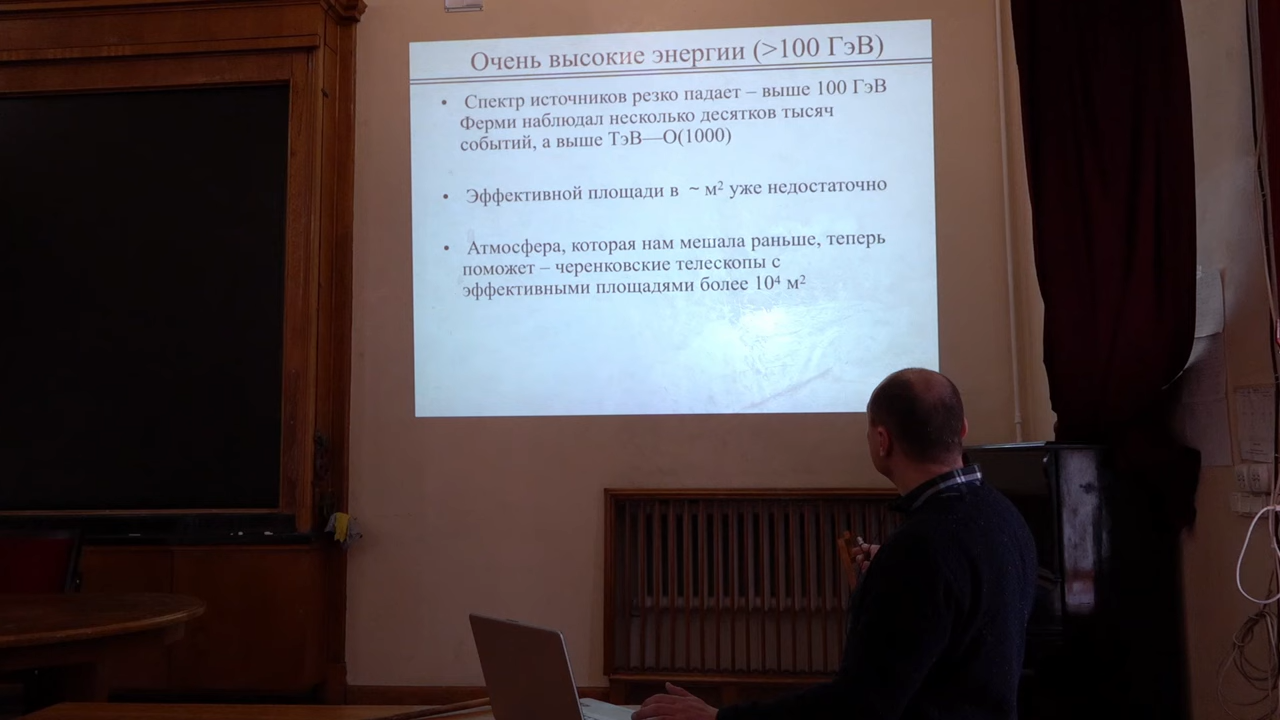 Очень высокие энергии (>100 ГэВ)
• Спектр источников резко падает – выше 100 ГэВ
Ферми наблюдал несколько десятков тысяч
событий, а выше ТэВ—О(1000)
• Эффективной площади в ~ м² уже недостаточно
• Атмосфера, которая нам мешала раньше, теперь
поможет – черенковские телескопы с
эффективными площадями более 10⁴ м²